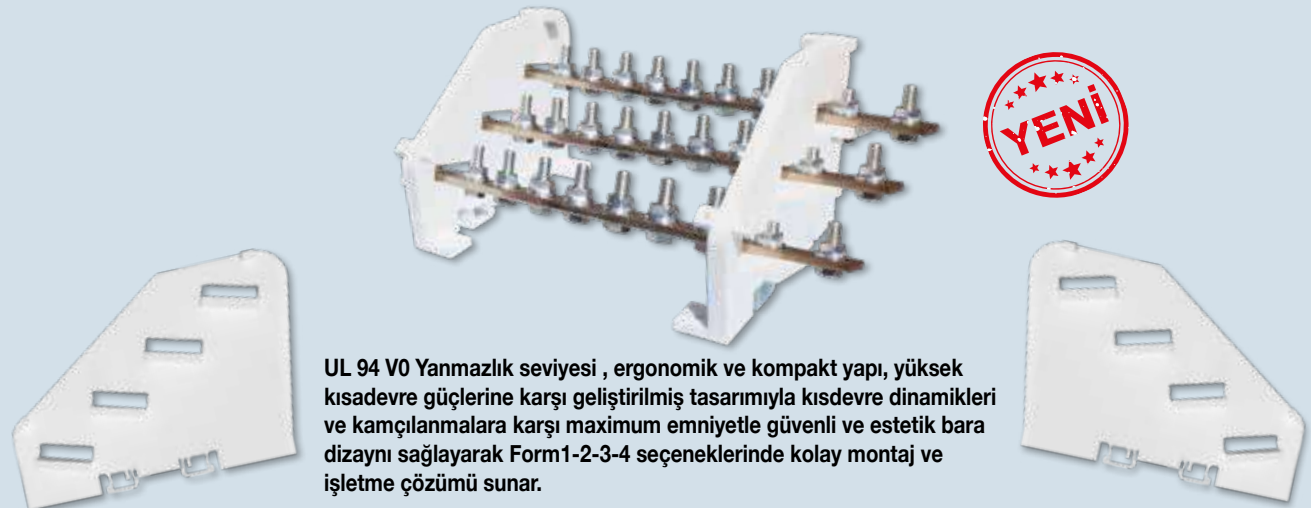 YENİ
UL 94 V0 Yanmazlık seviyesi , ergonomik ve kompakt yapı, yüksek
kısadevre güçlerine karşı geliştirilmiş tasarımıyla kısdevre dinamikleri
ve kamçılanmalara karşı maximum emniyetle güvenli ve estetik bara
dizaynı sağlayarak Form1-2-3-4 seçeneklerinde kolay montaj ve
işletme çözümü sunar.